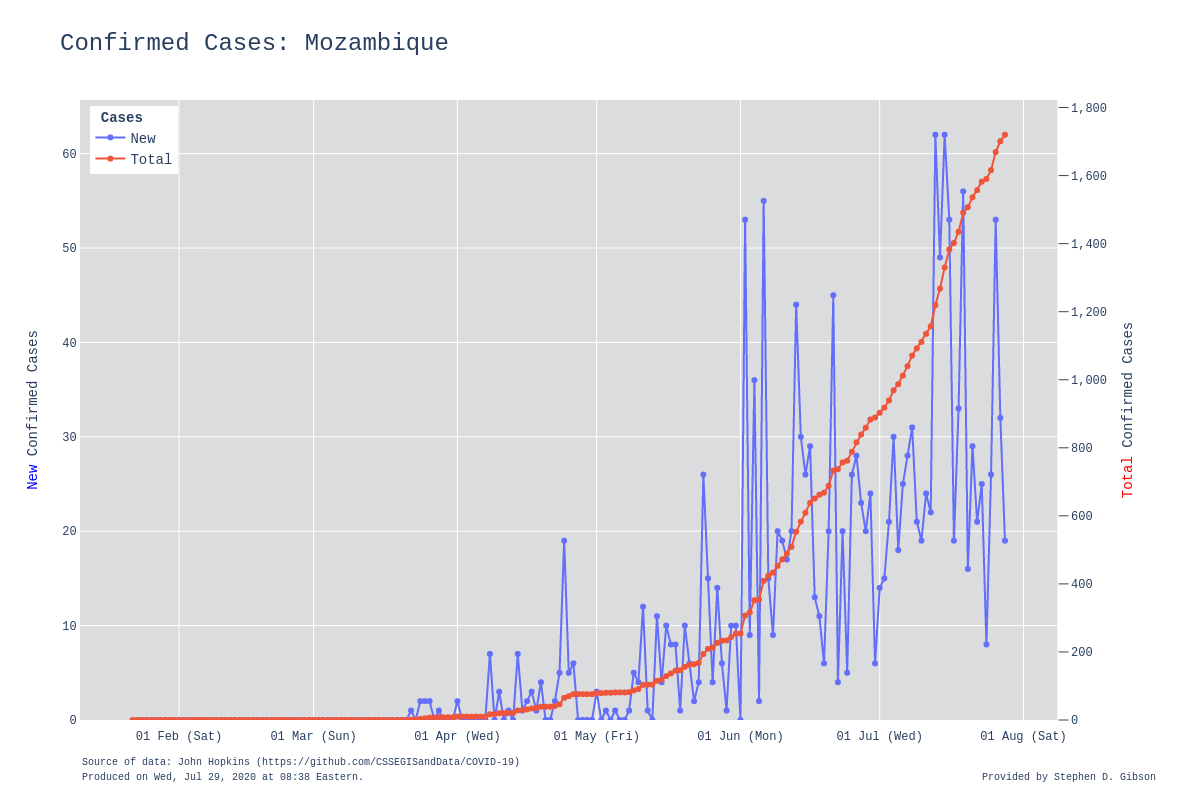 Confirmed Cases: Mozambique
Cases
New
Total
60
50
40
30
20
10
0
1,800
1,600
1,400
1,200
1,000
800
600
400
200
0
New Confirmed Cases
Total Confirmed Cases
01 Feb (Sat) 01 Mar (Sun) 01 Apr (Wed) 01 May (Fri) 01 Jun (Mon) 01 Jul (Wed) 01 Aug (Sat)
Source of data: John Hopkins (https://github.com/CSSEGISandData/COVID-19)
Produced on Wed, Jul 29, 2020 at 08:38 Eastern.
Provided by Stephen D. Gibson